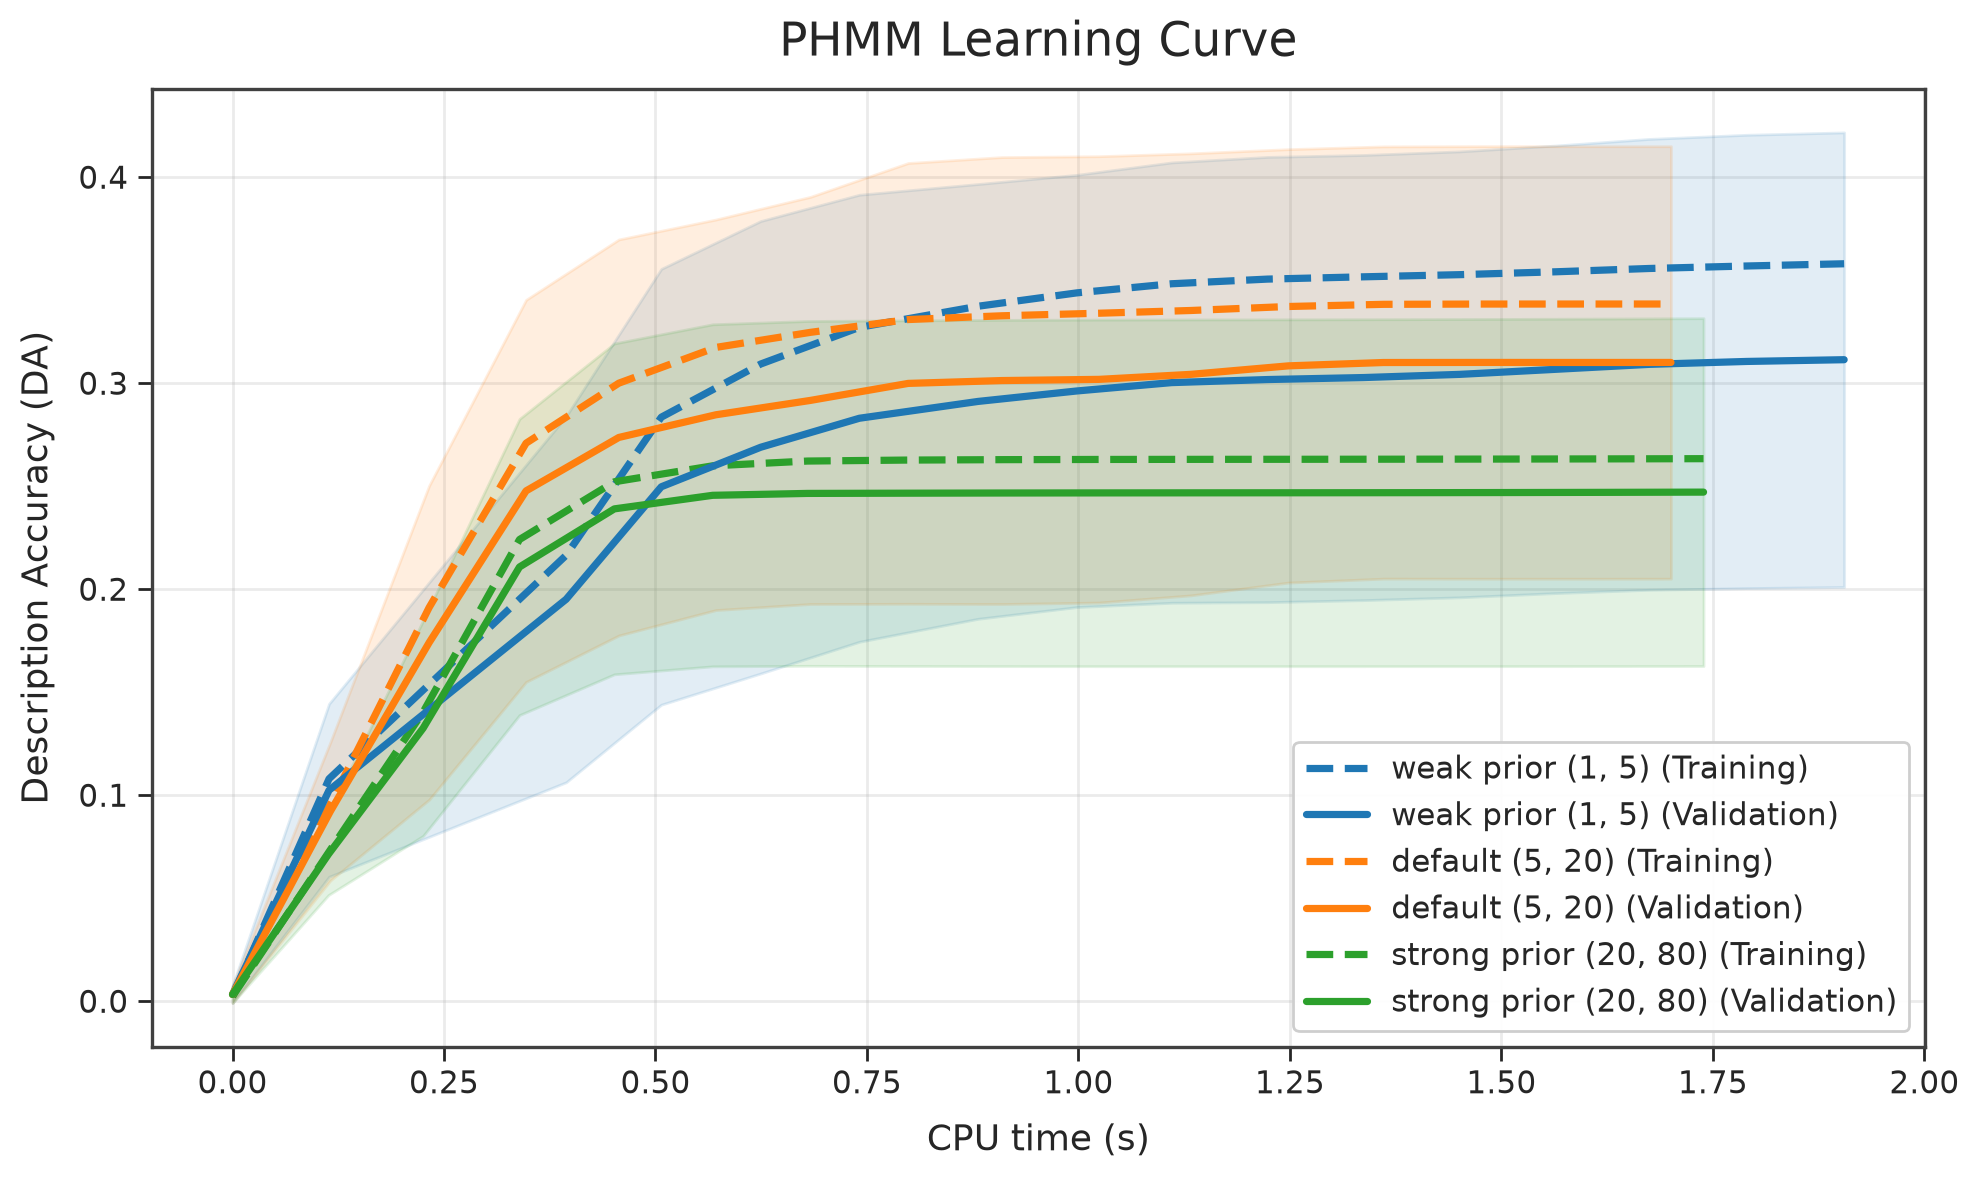 PHMM Learning Curve
Description Accuracy (DA)
0.4
0.3
0.2
0.1
0.0
weak prior (1, 5) (Training)
weak prior (1, 5) (Validation)
default (5, 20) (Training)
default (5, 20) (Validation)
strong prior (20, 80) (Training)
strong prior (20, 80) (Validation)
0.00 0.25 0.50 0.75 1.00 1.25 1.50 1.75 2.00
CPU time (s)